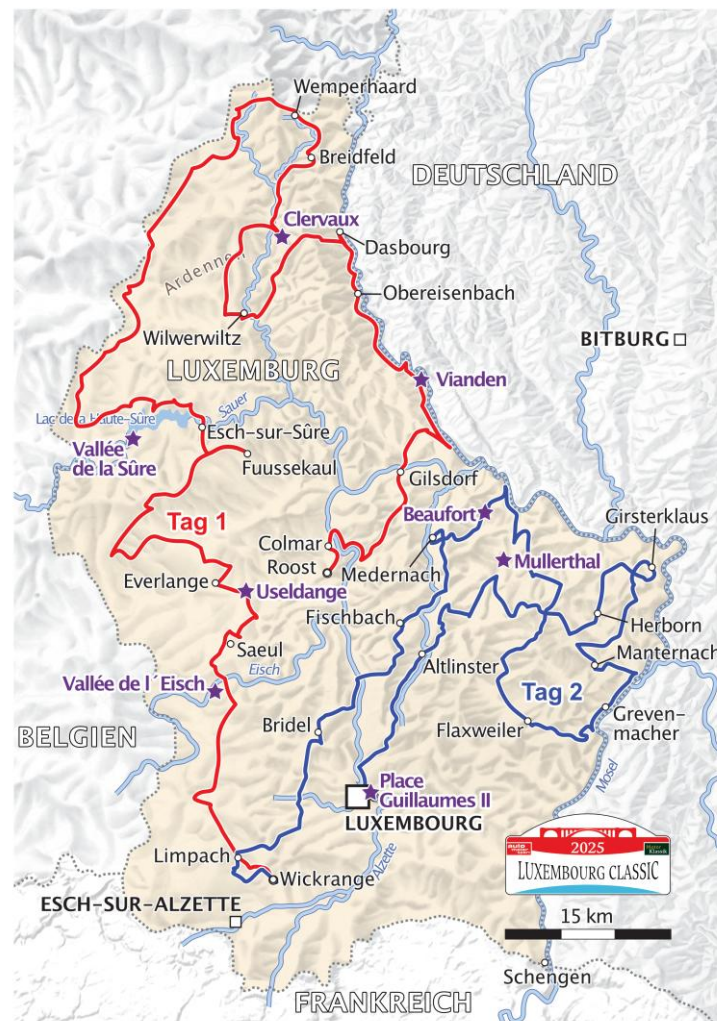 Wemperhaard
Breidfeld
DEUTSCHLAND
Clervaux
Dasbourg
Ardennen
Obereisenbach
Wilwerwiltz
BITBURG
LUXEMBURG
Vianden
Sauer
Lac de la Haute-Sûre
Esch-sur-Sûre
Vallée
de la Sûre
Fuussekaul
Gilsdorf
Tag 1
Beaufort
Girsterklaus
Colmar
Mullerthal
Roost
Medernach
Everlange
Useldange
Fischbach
Herborn
Saeul
Altlinster
Manternach
Eisch
Vallée de l´Eisch
Tag 2
Bridel
Flaxweiler
Greven-
macher
BELGIEN
Mosel
Place
Guillaumes II
LUXEMBOURG
Limpach
Alzette
2025
LUXEMBOURG CLASSIC
Wickrange
ESCH-SUR-ALZETTE
15 km
Schengen
FRANKREICH